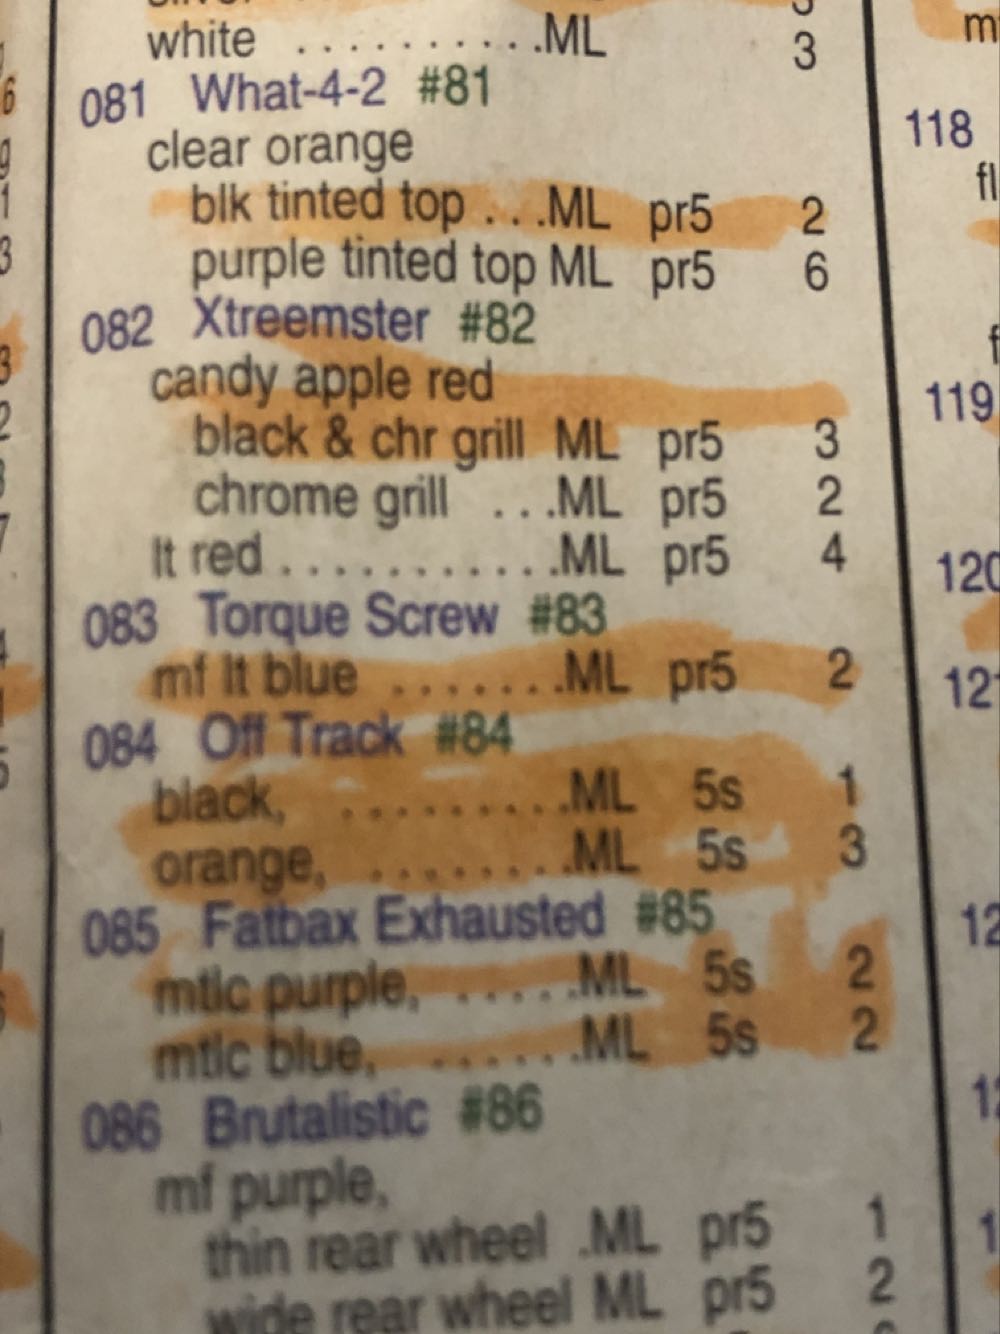 white ..........ML 3
081 What-4-2 #81
clear orange
blk tinted top ...ML pr5 2
purple tinted top ML pr5 6
082 Xtreemster #82
candy apple red
black & chr grill ML pr5 3
chrome grill ...ML pr5 2
lt red...........ML pr5 4
083 Torque Screw #83
mf lt blue ........ML pr5 2
084 Off Track #84
black, ..........ML 5s 1
orange, .........ML 5s 3
085 Fatbax Exhausted #85
mtlc purple, ......ML 5s 2
mtlc blue, .......ML 5s 2
086 Brutalistic #86
mf purple,
thin rear wheel .ML pr5 1
wide rear wheel ML pr5 2
118
119
120